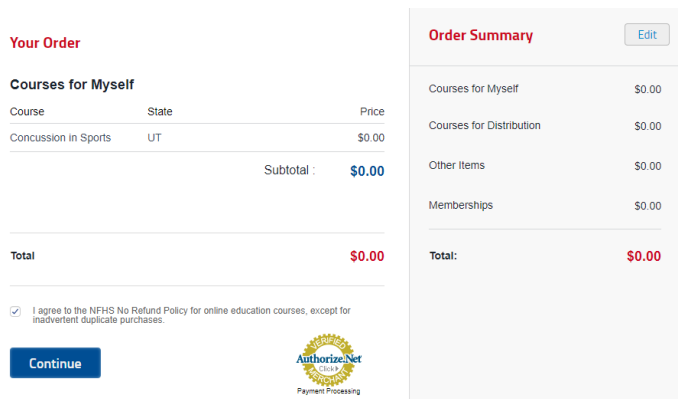 Your Order
Courses for Myself
Course State Price
Concussion in Sports UT $0.00
Subtotal : $0.00
Total $0.00
I agree to the NFHS No Refund Policy for online education courses, except for
inadvertent duplicate purchases.
Continue
VERIFIED
Authorize.Net
Click
MERCHANT
Payment Processing
Order Summary Edit
Courses for Myself $0.00
Courses for Distribution $0.00
Other Items $0.00
Memberships $0.00
Total: $0.00